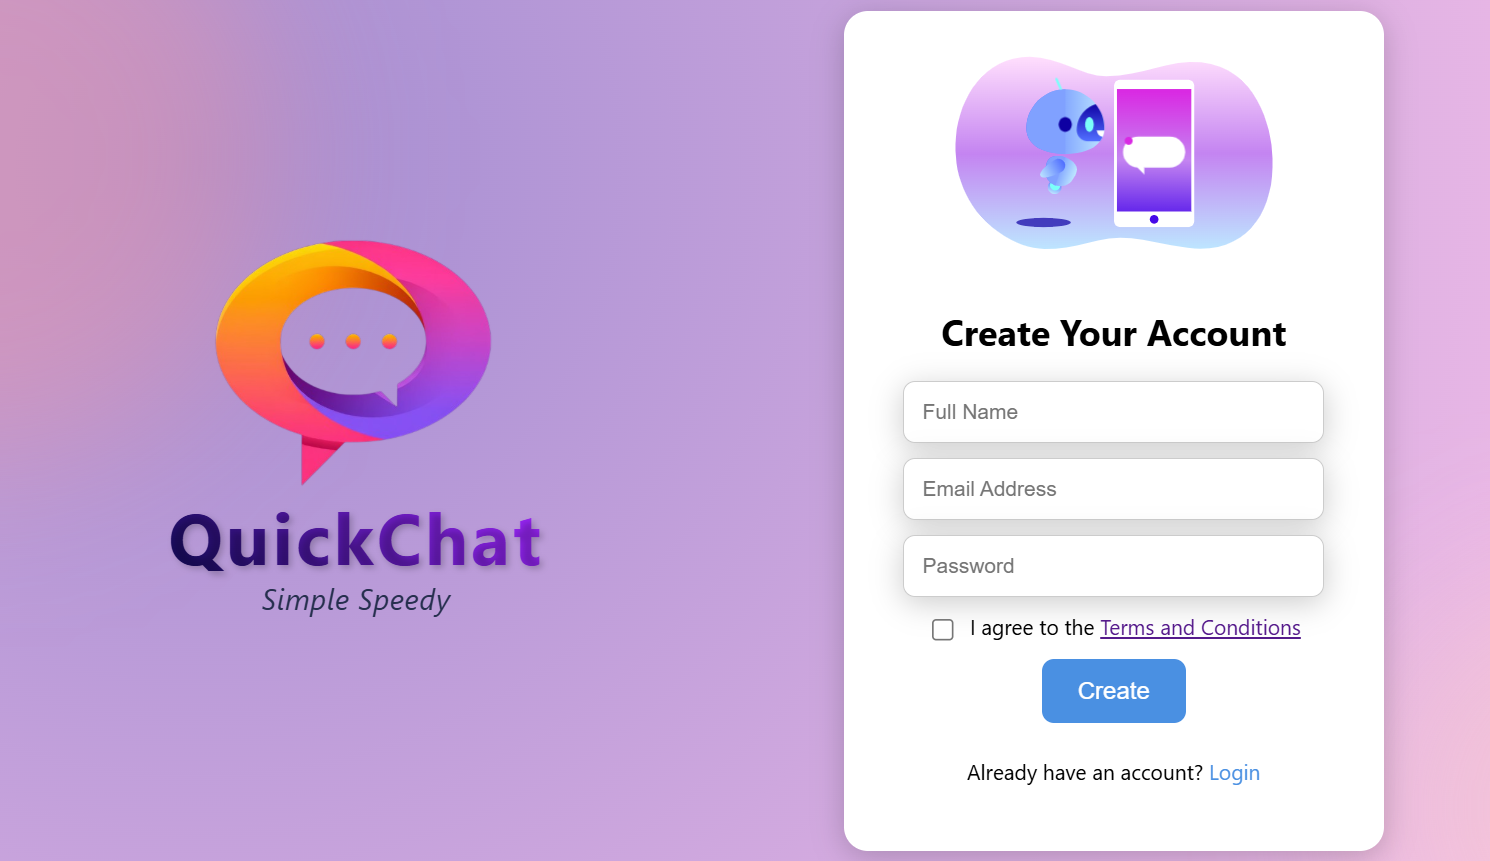 QuickChat
Simple Speedy
Create Your Account
Full Name
Email Address
Password
I agree to the Terms and Conditions
Create
Already have an account? Login